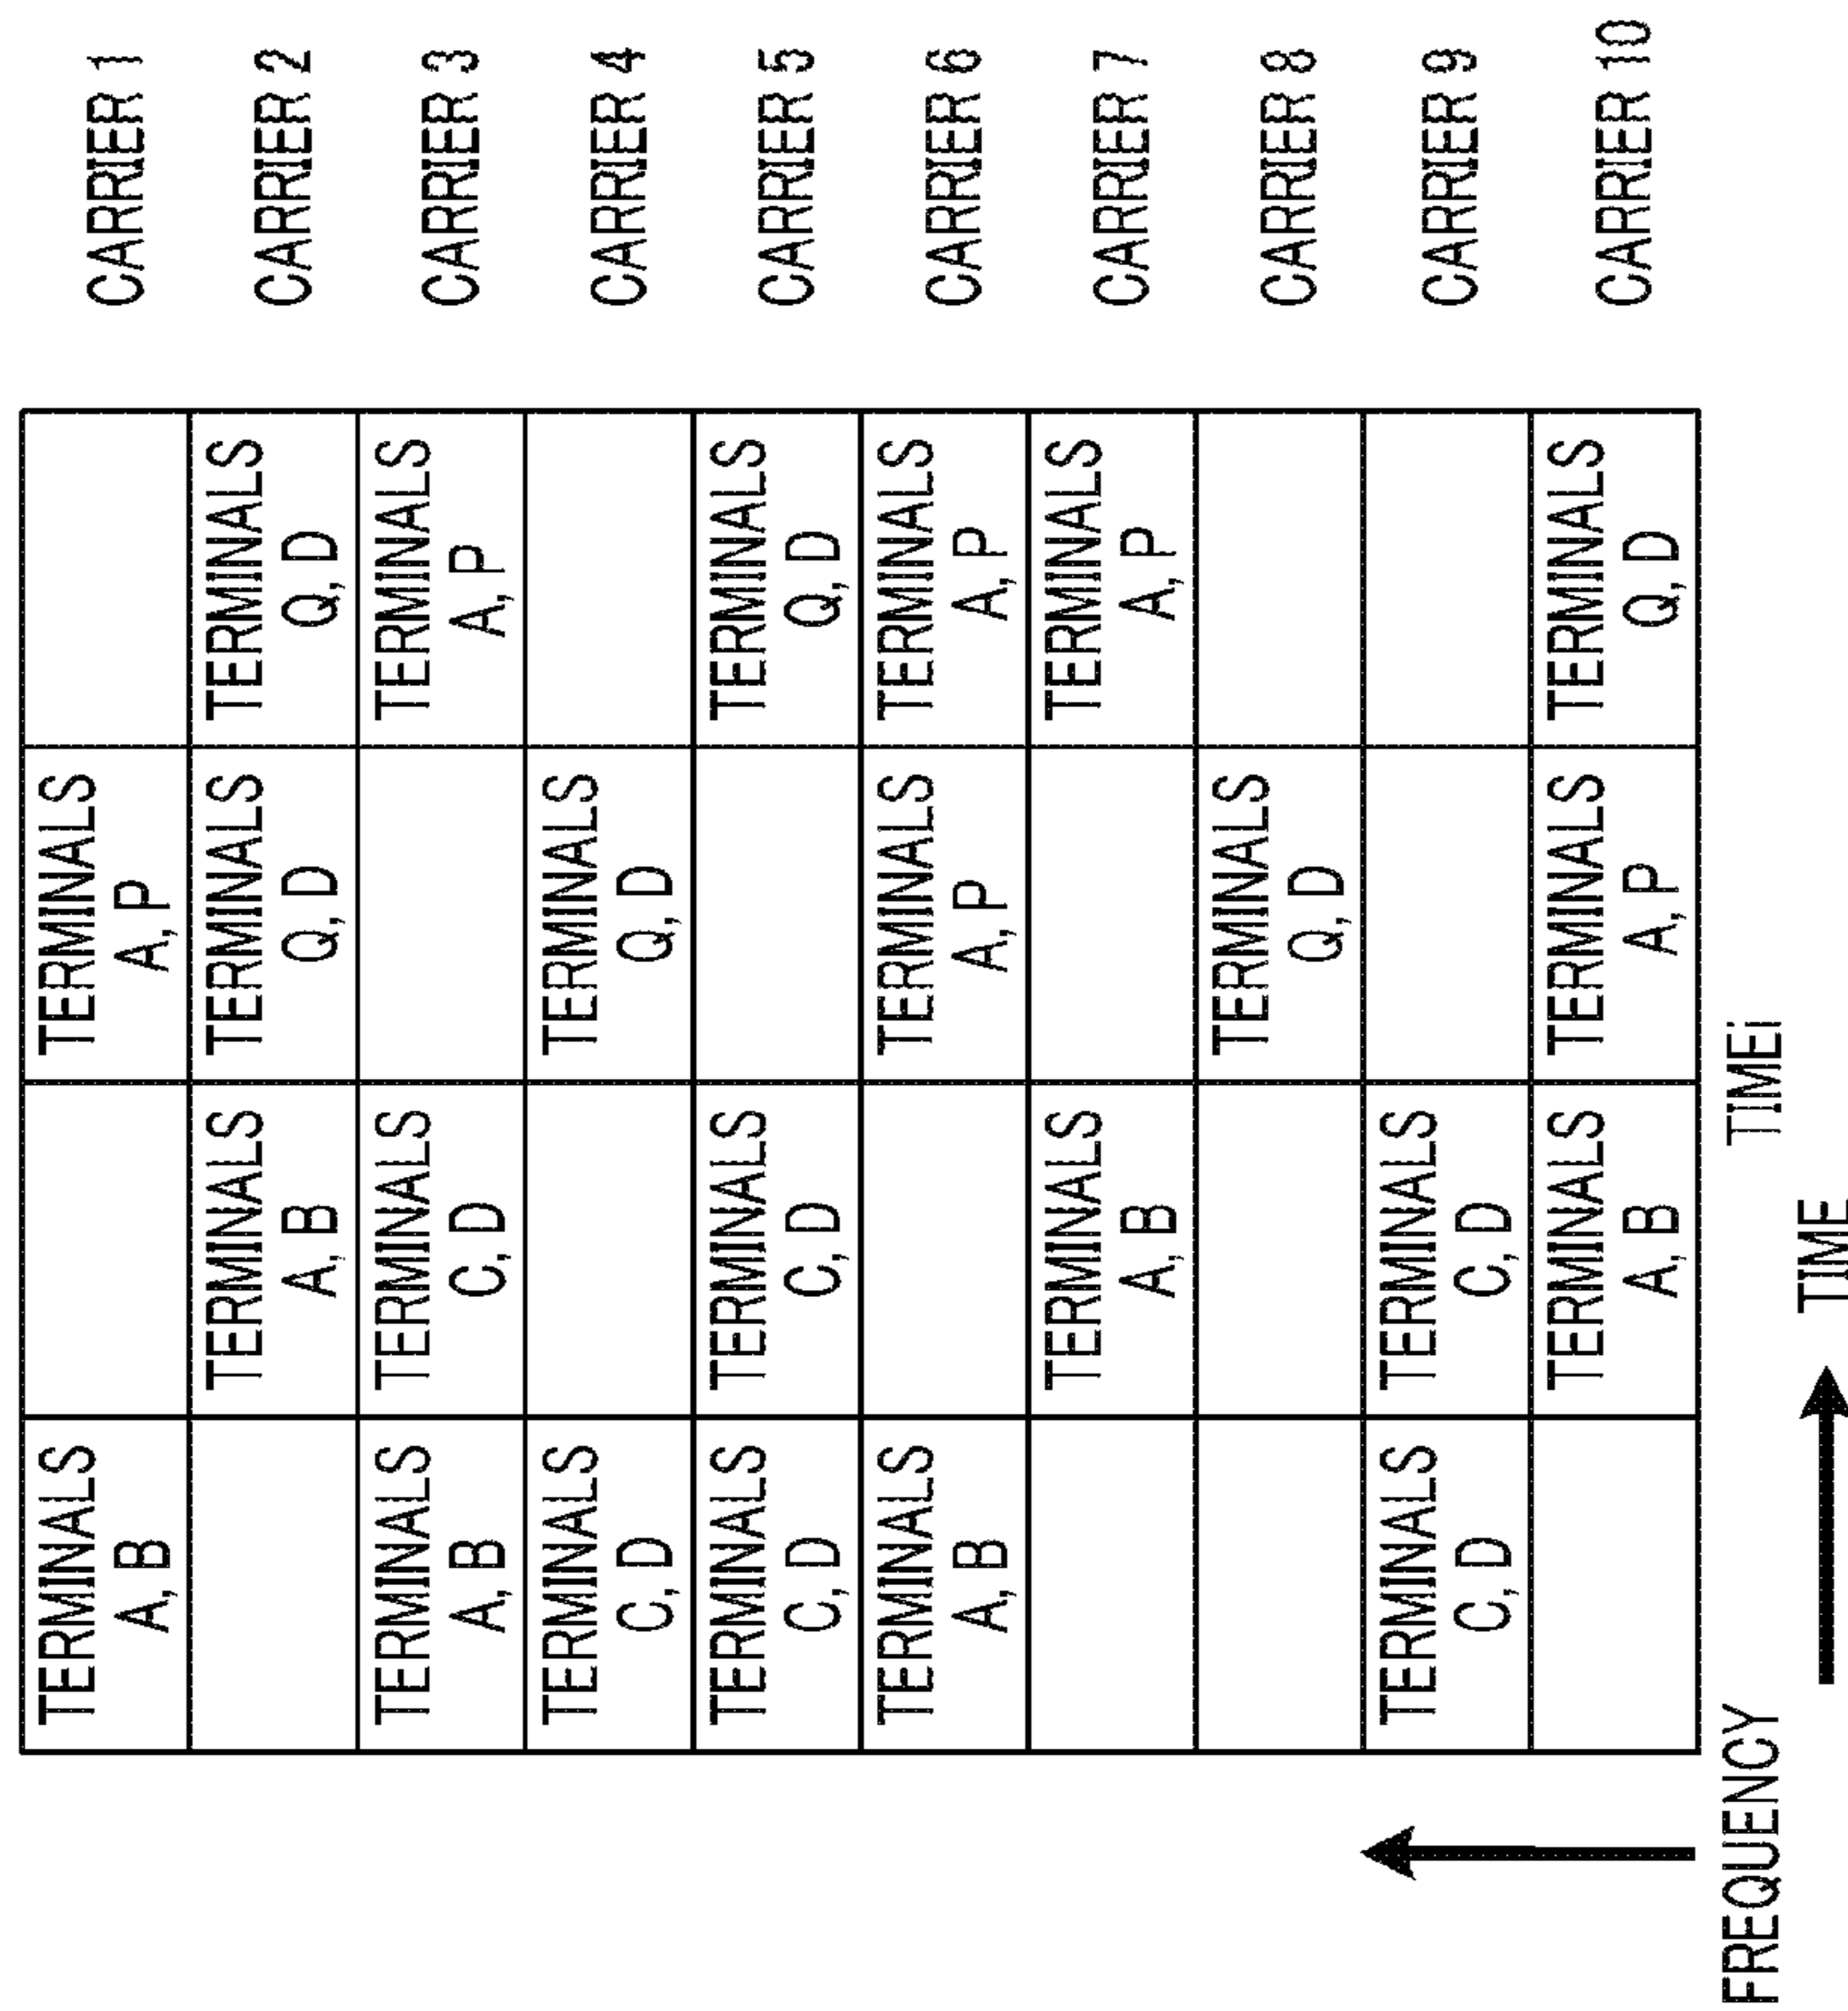 TERMINALS
A, B
TERMINALS
A, P
CARRIER 1
TERMINALS
A, B
TERMINALS
Q, D
TERMINALS
Q, D
CARRIER 2
TERMINALS
A, B
TERMINALS
C, D
TERMINALS
A, P
CARRIER 3
TERMINALS
C, D
TERMINALS
Q, D
CARRIER 4
TERMINALS
C, D
TERMINALS
C, D
TERMINALS
Q, D
CARRIER 5
TERMINALS
A, B
TERMINALS
A, P
TERMINALS
A, P
CARRIER 6
TERMINALS
A, B
TERMINALS
A, P
CARRIER 7
TERMINALS
Q, D
CARRIER 8
TERMINALS
C, D
TERMINALS
C, D
CARRIER 9
TERMINALS
A, B
TERMINALS
A, P
TERMINALS
Q, D
CARRIER 10
FREQUENCY
TIMEi
TIME